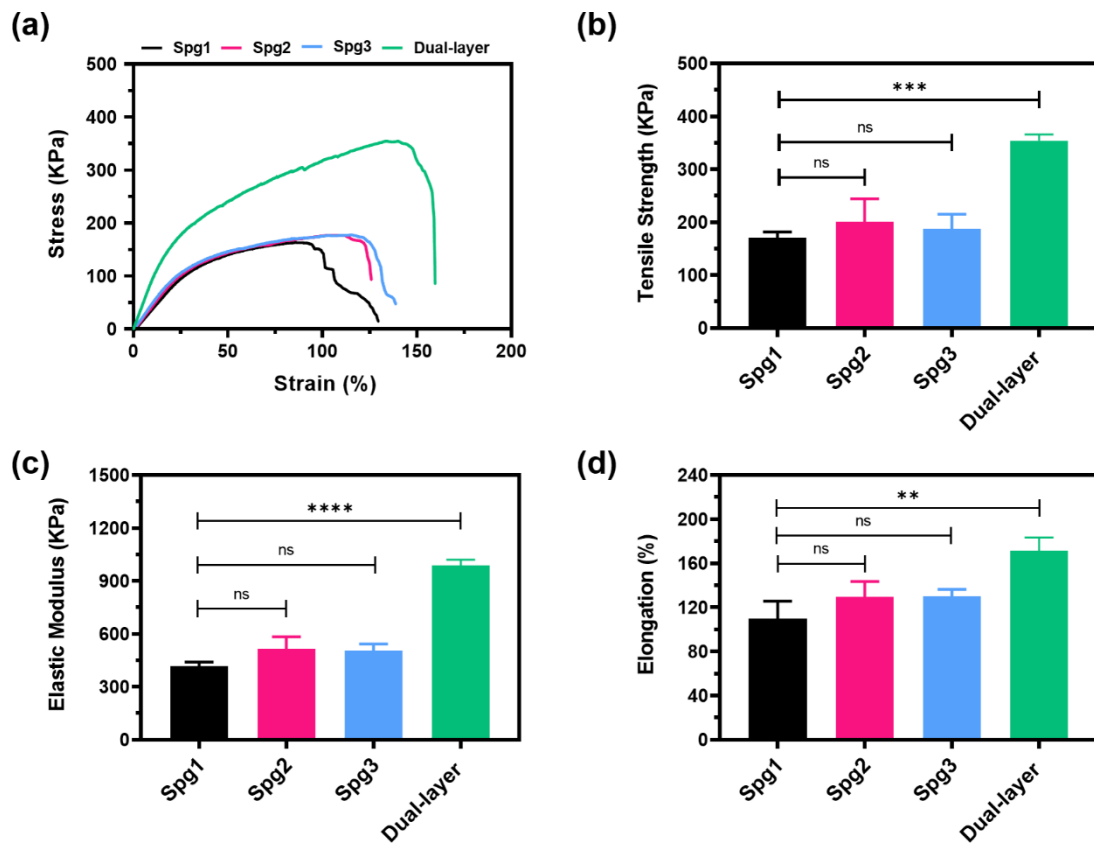 (a)
Spg1 Spg2 Spg3 Dual-layer
500
400
300
200
100
0
Stress (KPa)
0 50 100 150 200
Strain (%)
(b)
500
400
300
200
100
0
Tensile Strength (KPa)
***
ns
ns
Spg1 Spg2 Spg3 Dual-layer
(c)
1500
1200
900
600
300
0
Elastic Modulus (KPa)
****
ns
ns
Spg1 Spg2 Spg3 Dual-layer
(d)
240
200
160
120
80
40
0
Elongation (%)
**
ns
ns
Spg1 Spg2 Spg3 Dual-layer